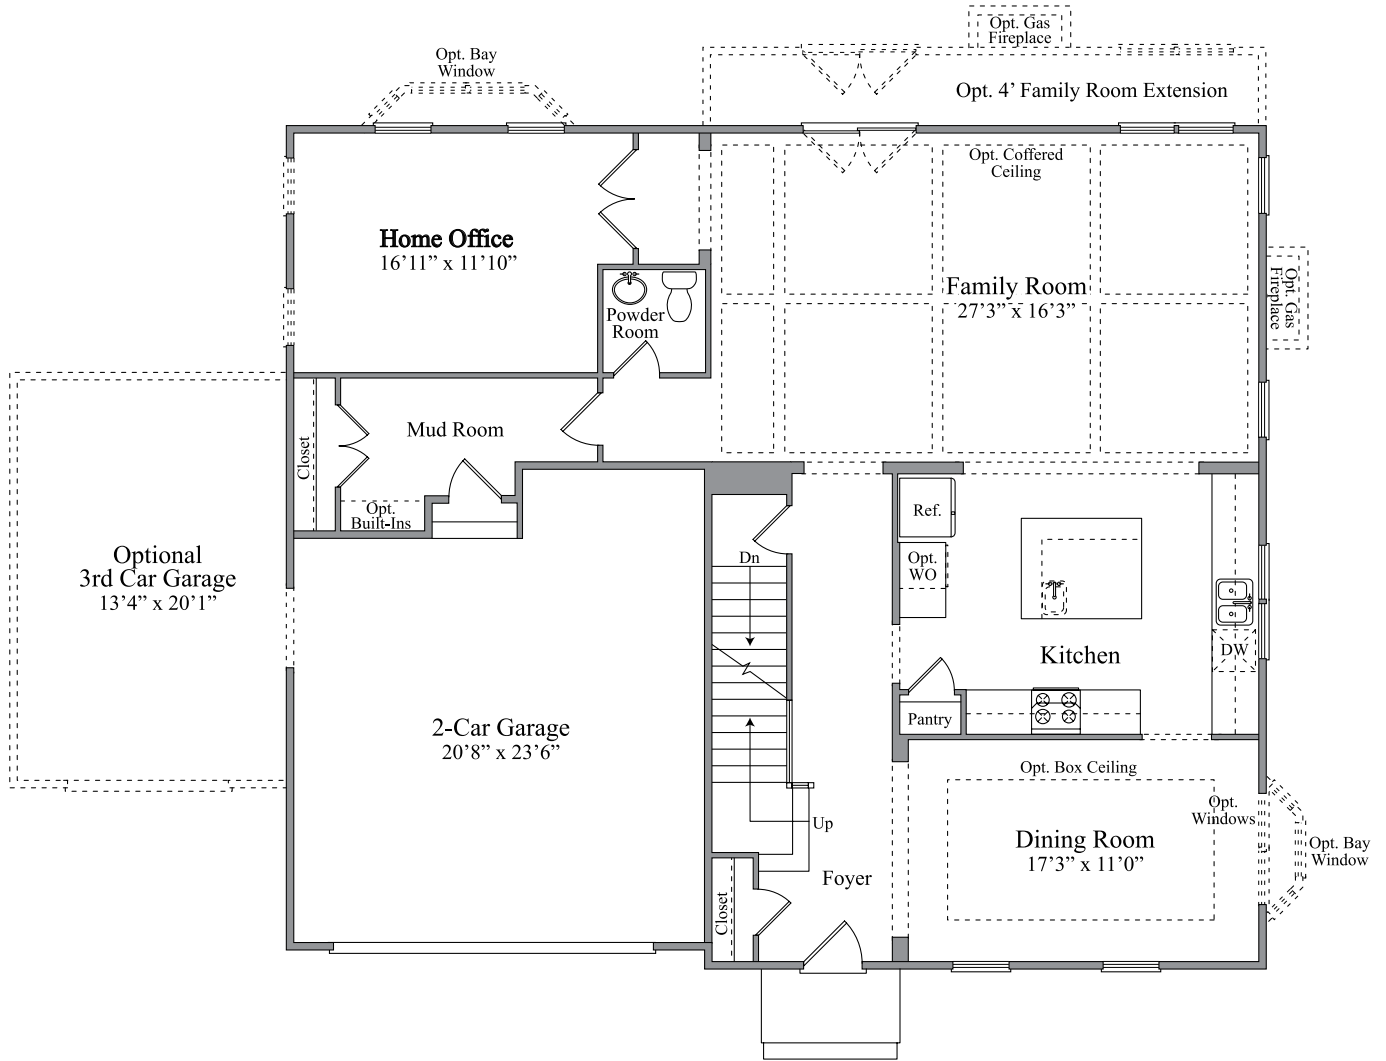 Opt. Gas
Fireplace
Opt. Bay
Window
Opt. 4’ Family Room Extension
Opt. Coffered
Ceiling
Home Office
16’11” x 11’10”
Family Room
27’3” x 16’3”
Opt. Gas
Fireplace
Powder
Room
Mud Room
Closet
Opt.
Built-Ins
Ref.
Opt.
WO
Dn
Optional
3rd Car Garage
13’4” x 20’1”
Kitchen
DW
Pantry
2-Car Garage
20’8” x 23’6”
Opt. Box Ceiling
Opt.
Windows
Up
Dining Room
17’3” x 11’0”
Opt. Bay
Window
Foyer
Closet